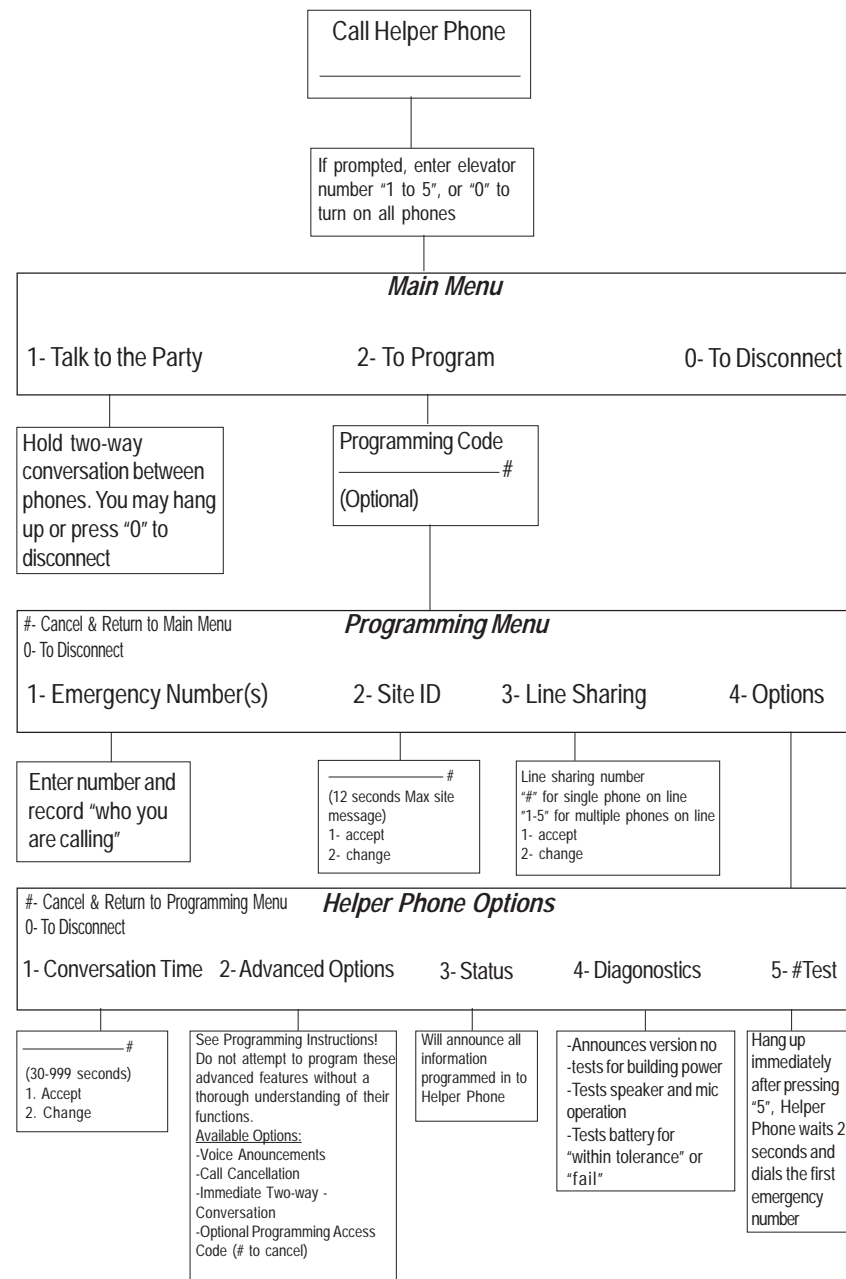 Call Helper Phone
If prompted, enter elevator
number "1 to 5", or "0" to
turn on all phones
Main Menu
1- Talk to the Party
2- To Program
0- To Disconnect
Hold two-way
conversation between
phones. You may hang
up or press "0" to
disconnect
Programming Code
#
(Optional)
#- Cancel & Return to Main Menu
0- To Disconnect
Programming Menu
1- Emergency Number(s)
2- Site ID
3- Line Sharing
4- Options
Enter number and
record "who you
are calling"
#
(12 seconds Max site
message)
1- accept
2- change
Line sharing number
"#" for single phone on line
"1-5" for multiple phones on line
1- accept
2- change
#- Cancel & Return to Programming Menu
0- To Disconnect
Helper Phone Options
1- Conversation Time
2- Advanced Options
3- Status
4- Diagonostics
5- #Test
#
(30-999 seconds)
1. Accept
2. Change
See Programming Instructions!
Do not attempt to program these
advanced features without a
thorough understanding of their
functions.
Available Options:
-Voice Anouncements
-Call Cancellation
-Immediate Two-way -
Conversation
-Optional Programming Access
Code (# to cancel)
Will announce all
information
programmed in to
Helper Phone
-Announces version no
-tests for building power
-Tests speaker and mic
operation
-Tests battery for
"within tolerance" or
"fail"
Hang up
immediately
after pressing
"5", Helper
Phone waits 2
seconds and
dials the first
emergency
number